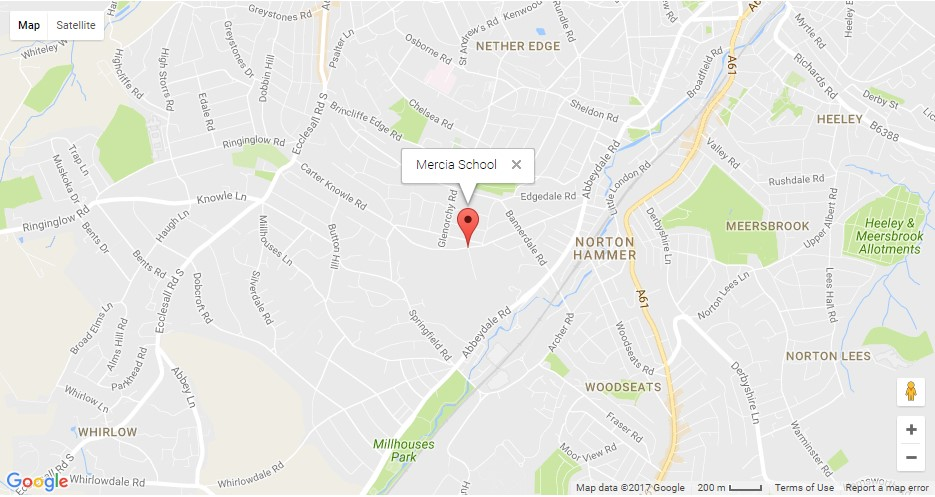 Map
Satellite
Greystones Rd
Greystones Dr
Whiteley Wood
Highcliffe Rd
High Storrs Rd
Dobbin Hill
Edale Rd
Psalter Ln
Osborne Rd
St Andrew's Rd
Kenwood
Rundle Rd
NETHER EDGE
A61
Myrtle Rd
Heeley
Richards Rd
Broadfield Rd
Derby St
HEELEY
B6388
Ecclesall Rd S
Brincliffe Edge Rd
Chelsea Rd
Sheldon Rd
Ringinglow Rd
Trap Ln
Muskoka Dr
Carter Knowle Rd
Mercia School
Edgedale Rd
Abbeydale Rd
Little London Rd
Valley Rd
Rushdale Rd
Knowle Ln
Ringinglow Rd
Haugh Ln
Bents Dr
Bents Rd
Millhouses Ln
Button Hill
Glenorchy Rd
Bannerdale Rd
NORTON
HAMMER
Derbyshire Ln
MEERSBROOK
Upper Albert Rd
Heeley &
Meersbrook
Allotments
A61
Lees Hall Rd
Norton Lees Ln
Ecclesall Rd S
Dobcroft Rd
Silverdale Rd
Broad Elms Ln
Alms Hill Rd
Parkhead Rd
Springfield Rd
Abbeydale Rd
Archer Rd
Woodseats Rd
NORTON LEES
Whirlow Ln
Abbey Ln
WOODSEATS
Derbyshire Ln
WHIRLOW
Millhouses
Park
Moor View Rd
Warminster Rd
Ecclesall Rd S
Whirlowdale Rd
Whirlowdale Rd
Google
Map data ©2017 Google
200 m
Terms of Use
Report a map error